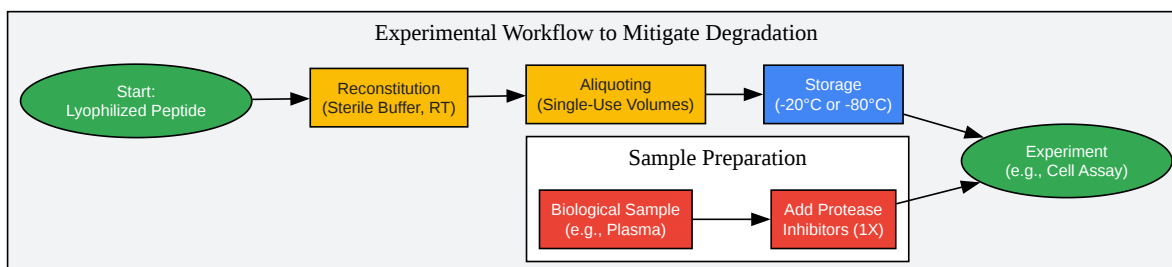 Experimental Workflow to Mitigate Degradation
Start:
Lyophilized Peptide
Reconstitution
(Sterile Buffer, RT)
Aliquoting
(Single-Use Volumes)
Storage
(-20°C or -80°C)
Experiment
(e.g., Cell Assay)
Sample Preparation
Biological Sample
(e.g., Plasma)
Add Protease
Inhibitors (1X)